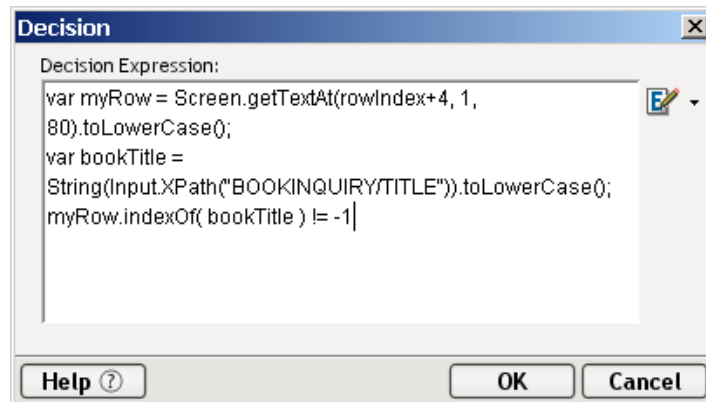 Decision
Decision Expression:
var myRow = Screen.getTextAt(rowIndex+4, 1,
80).toLowerCase();
var bookTitle =
String(Input.XPath("BOOKINQUIRY/TITLE")).toLowerCase();
myRow.indexOf( bookTitle ) != -1
Help ?
OK
Cancel